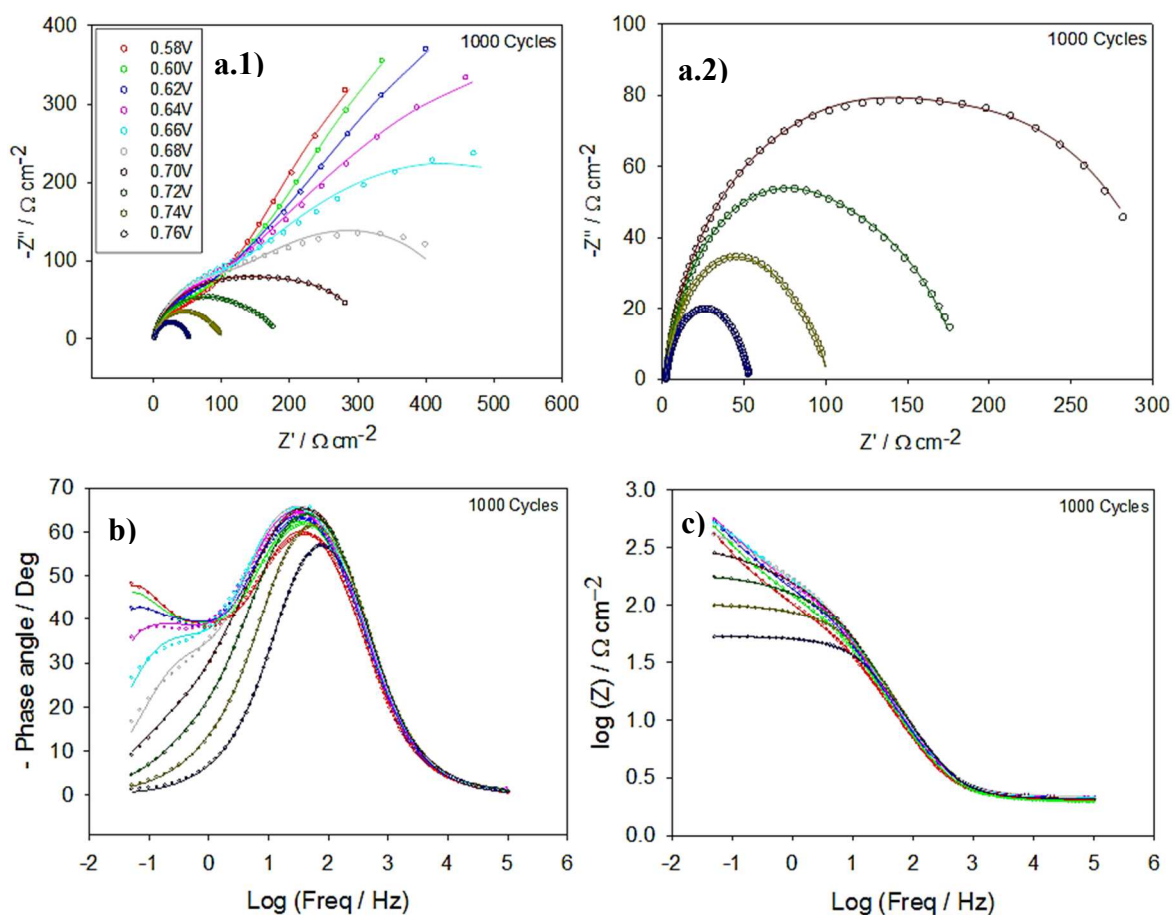 400
300
200
100
0
-Z'' / Ω cm-2
0.58V
0.60V
0.62V
0.64V
0.66V
0.68V
0.70V
0.72V
0.74V
0.76V
a.1)
1000 Cycles
0 100 200 300 400 500 600
Z' / Ω cm-2
100
80
60
40
20
0
-Z'' / Ω cm-2
a.2)
1000 Cycles
0 50 100 150 200 250 300
Z' / Ω cm-2
70
60
50
40
30
20
10
0
- Phase angle / Deg
b)
1000 Cycles
-2 -1 0 1 2 3 4 5 6
Log (Freq / Hz)
3.0
2.5
2.0
1.5
1.0
0.5
0.0
log (Z) / Ω cm-2
c)
1000 Cycles
-2 -1 0 1 2 3 4 5 6
Log (Freq / Hz)